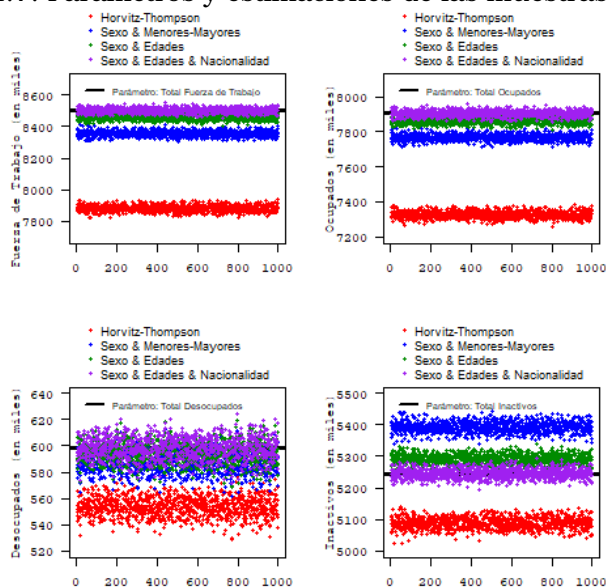 Parámetros y estimaciones de las muestras
Horvitz-Thompson
Sexo & Menores-Mayores
Sexo & Edades
Sexo & Edades & Nacionalidad
Parámetro: Total Fuerza de Trabajo
Fuerza de Trabajo (en miles)
8600
8400
8200
8000
7800
0 200 400 600 800 1000
Horvitz-Thompson
Sexo & Menores-Mayores
Sexo & Edades
Sexo & Edades & Nacionalidad
Parámetro: Total Ocupados
Ocupados (en miles)
8000
7800
7400
7200
0 200 400 600 800 1000
Horvitz-Thompson
Sexo & Menores-Mayores
Sexo & Edades
Sexo & Edades & Nacionalidad
Parámetro: Total Desocupados
Desocupados (en miles)
640
620
600
580
560
540
520
0 200 400 600 800 1000
Horvitz-Thompson
Sexo & Menores-Mayores
Sexo & Edades
Sexo & Edades & Nacionalidad
Parámetro: Total Inactivos
Inactivos (en miles)
5500
5400
5300
5200
5100
5000
0 200 400 600 800 1000